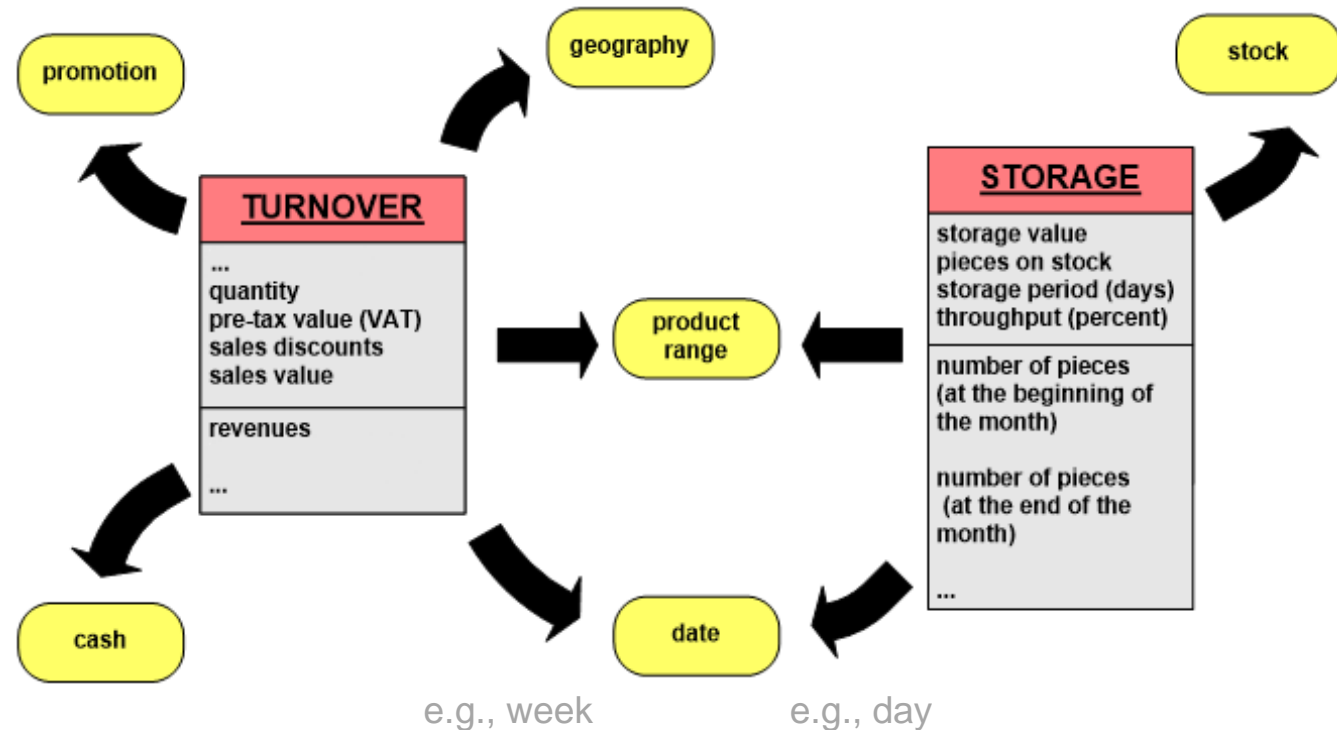 promotion
geography
stock
TURNOVER
...
quantity
pre-tax value (VAT)
sales discounts
sales value
revenues
...
STORAGE
storage value
pieces on stock
storage period (days)
throughput (percent)
number of pieces
(at the beginning of
the month)
number of pieces
(at the end of the
month)
...
product
range
cash
date
e.g., week
e.g., day